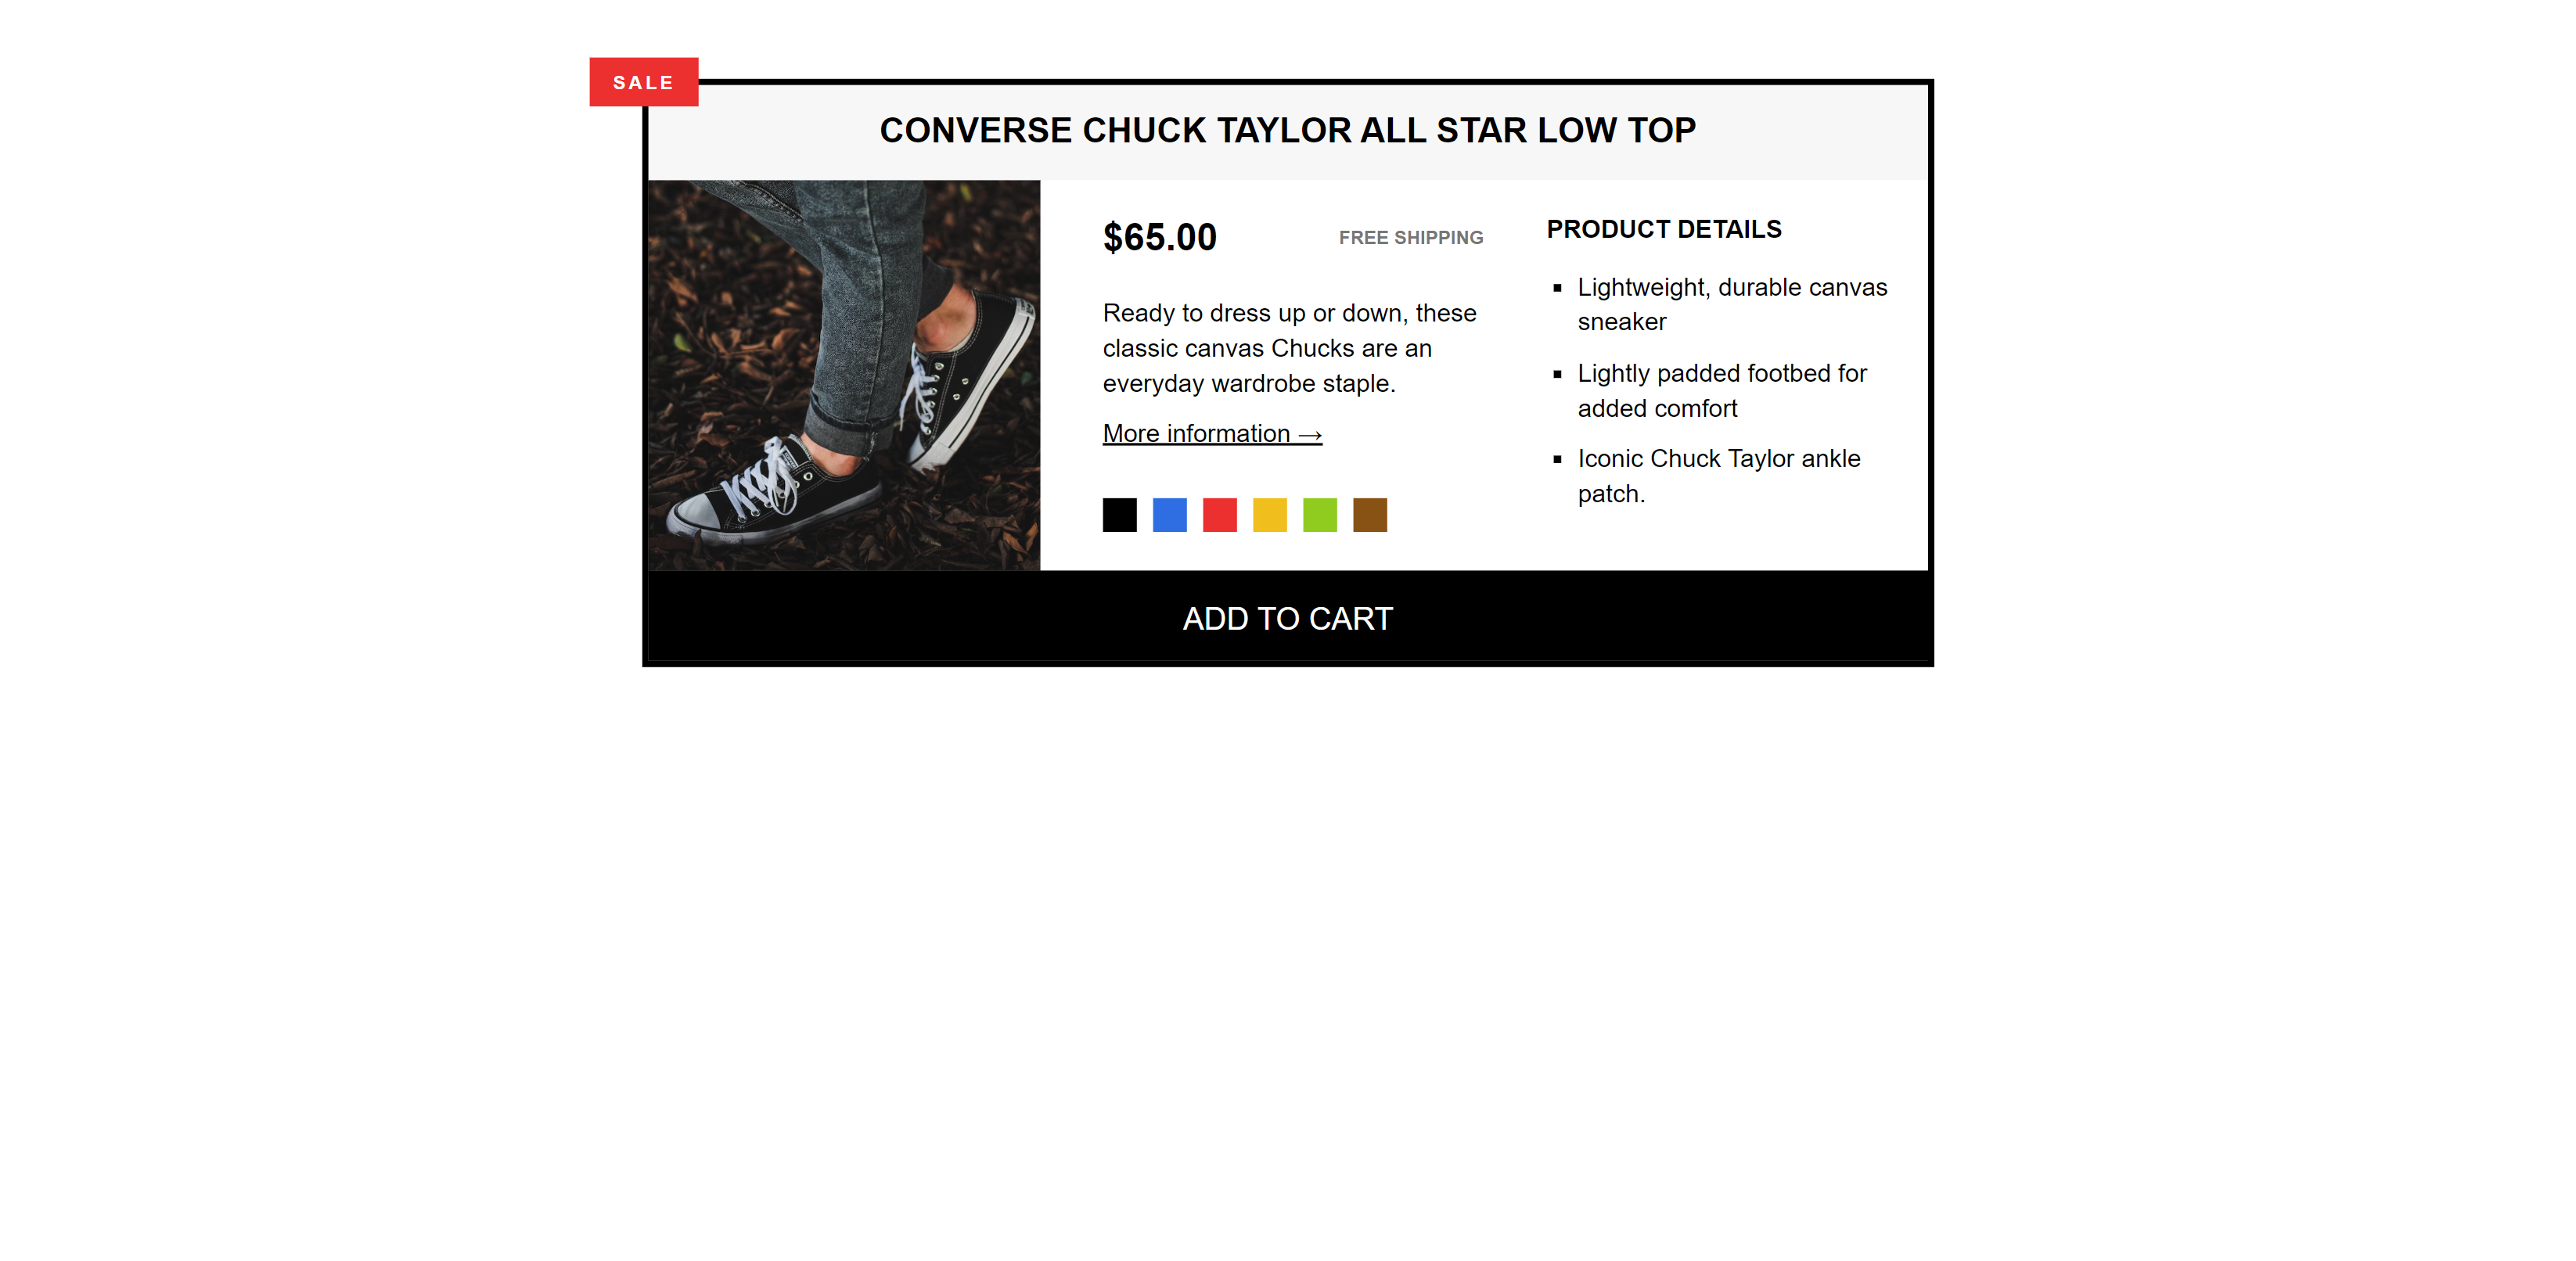 SALE
CONVERSE CHUCK TAYLOR ALL STAR LOW TOP
$65.00
FREE SHIPPING
Ready to dress up or down, these
classic canvas Chucks are an
everyday wardrobe staple.
More information →
PRODUCT DETAILS
Lightweight, durable canvas
sneaker
Lightly padded footbed for
added comfort
Iconic Chuck Taylor ankle
patch.
ADD TO CART